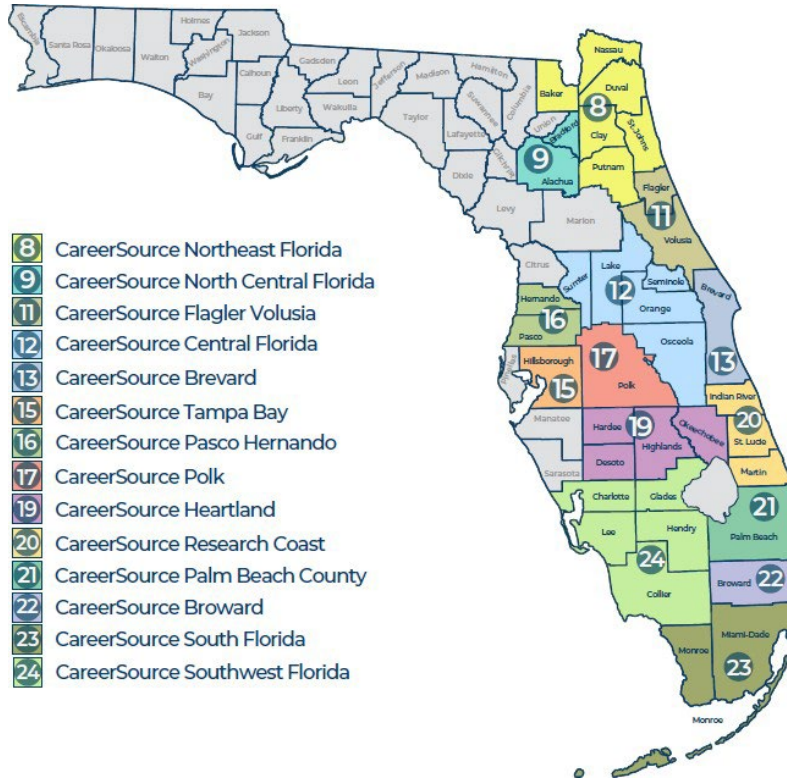 Escambia
Santa Rosa
Okaloosa
Walton
Holmes
Washington
Jackson
Bay
Calhoun
Gulf
Gadsden
Liberty
Franklin
Leon
Wakulla
Jefferson
Madison
Taylor
Hamilton
Suwannee
Lafayette
Dixie
Columbia
Gilchrist
Levy
Baker
Union
Bradford
9
Alachua
Nassau
Duval
8
Clay
St. Johns
Putnam
Marion
Flagler
11
Volusia
Citrus
Sumter
Lake
12
Seminole
Orange
Osceola
Brevard
13
Hernando
16
Pasco
Pinellas
Hillsborough
15
17
Polk
Manatee
Sarasota
Hardee
19
Highlands
Desoto
Okeechobee
Indian River
20
St. Lucie
Martin
Charlotte
Glades
Lee
Hendry
24
Collier
21
Palm Beach
Broward
22
Monroe
Miami-Dade
23
Monroe
8 CareerSource Northeast Florida
9 CareerSource North Central Florida
11 CareerSource Flagler Volusia
12 CareerSource Central Florida
13 CareerSource Brevard
15 CareerSource Tampa Bay
16 CareerSource Pasco Hernando
17 CareerSource Polk
19 CareerSource Heartland
20 CareerSource Research Coast
21 CareerSource Palm Beach County
22 CareerSource Broward
23 CareerSource South Florida
24 CareerSource Southwest Florida